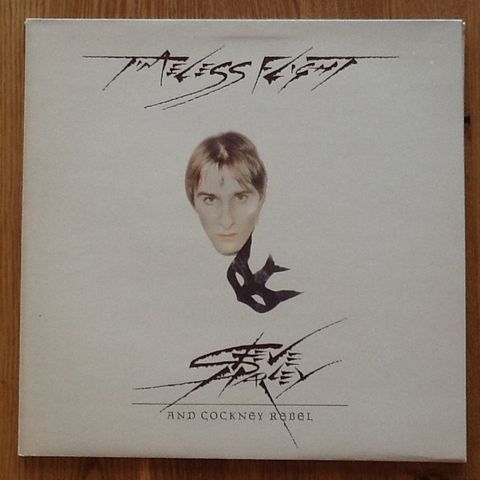 TIMELESS FLIGHT
STEVE
HARLEY
AND COCKNEY REBEL